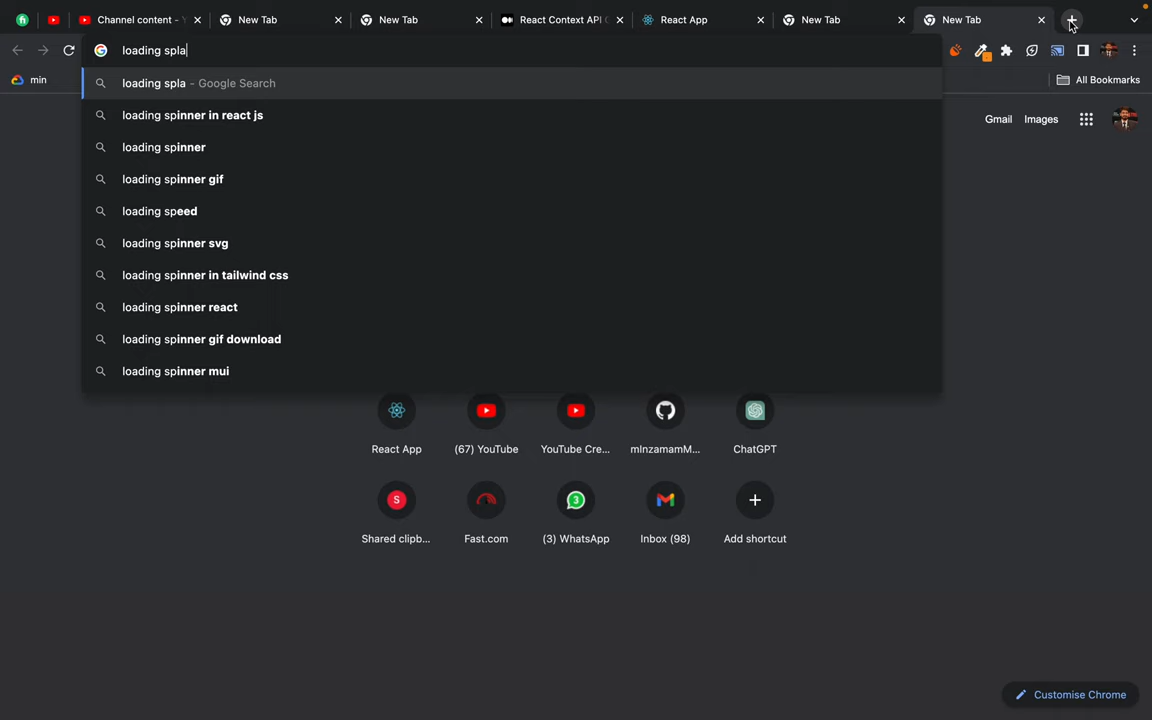 Channel content - Y
New Tab
New Tab
React Context API G
React App
New Tab
New Tab
loading spla
min
All Bookmarks
loading spla - Google Search
loading spinner in react js
Gmail
Images
loading spinner
loading spinner gif
loading speed
loading spinner svg
loading spinner in tailwind css
loading spinner react
loading spinner gif download
loading spinner mui
React App
(67) YouTube
YouTube Cre...
mInzamamM...
ChatGPT
S
3
Shared clipb...
Fast.com
(3) WhatsApp
Inbox (98)
Add shortcut
Customise Chrome